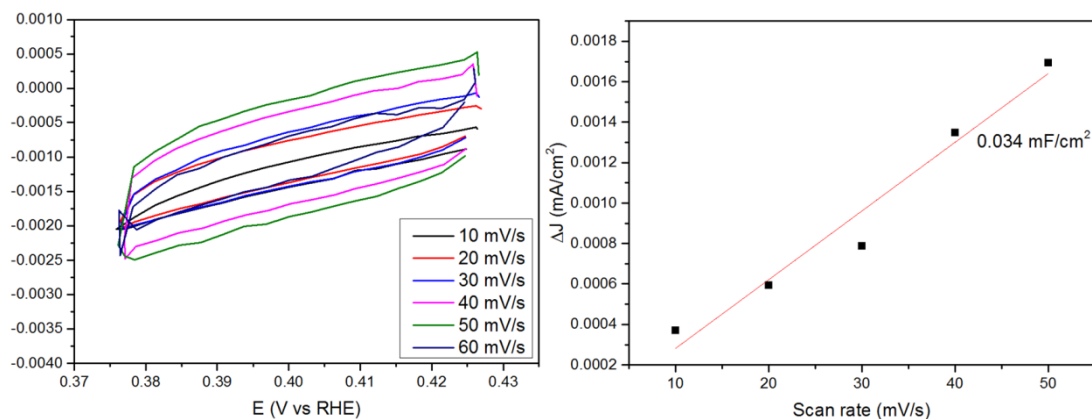 0.0010
0.0005
0.0000
-0.0005
-0.0010
-0.0015
-0.0020
-0.0025
-0.0030
-0.0035
-0.0040
0.37 0.38 0.39 0.40 0.41 0.42 0.43
E (V vs RHE)
10 mV/s
20 mV/s
30 mV/s
40 mV/s
50 mV/s
60 mV/s
0.0018
0.0016
0.0014
0.0012
0.0010
0.0008
0.0006
0.0004
0.0002
ΔJ (mA/cm²)
0.034 mF/cm²
10 20 30 40 50
Scan rate (mV/s)